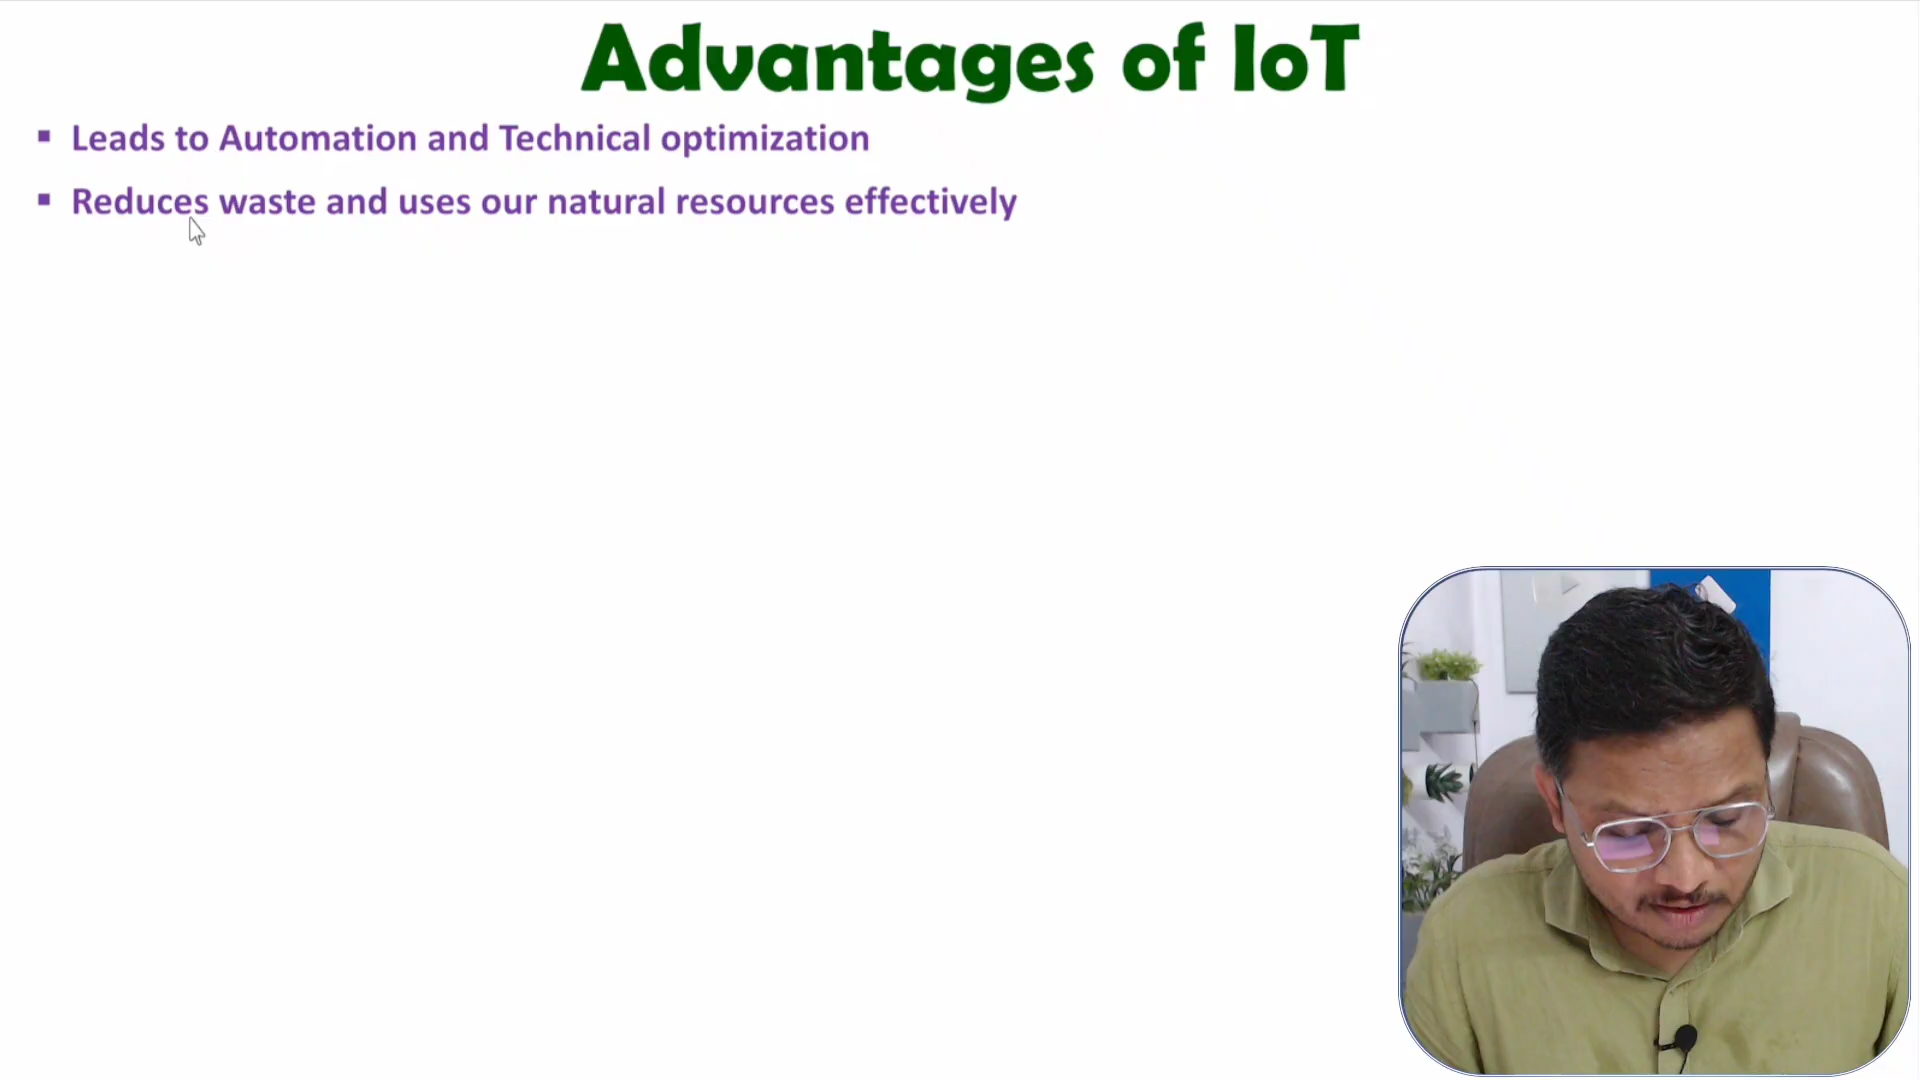 Advantages of IoT
▪ Leads to Automation and Technical optimization
▪ Reduces waste and uses our natural resources effectively